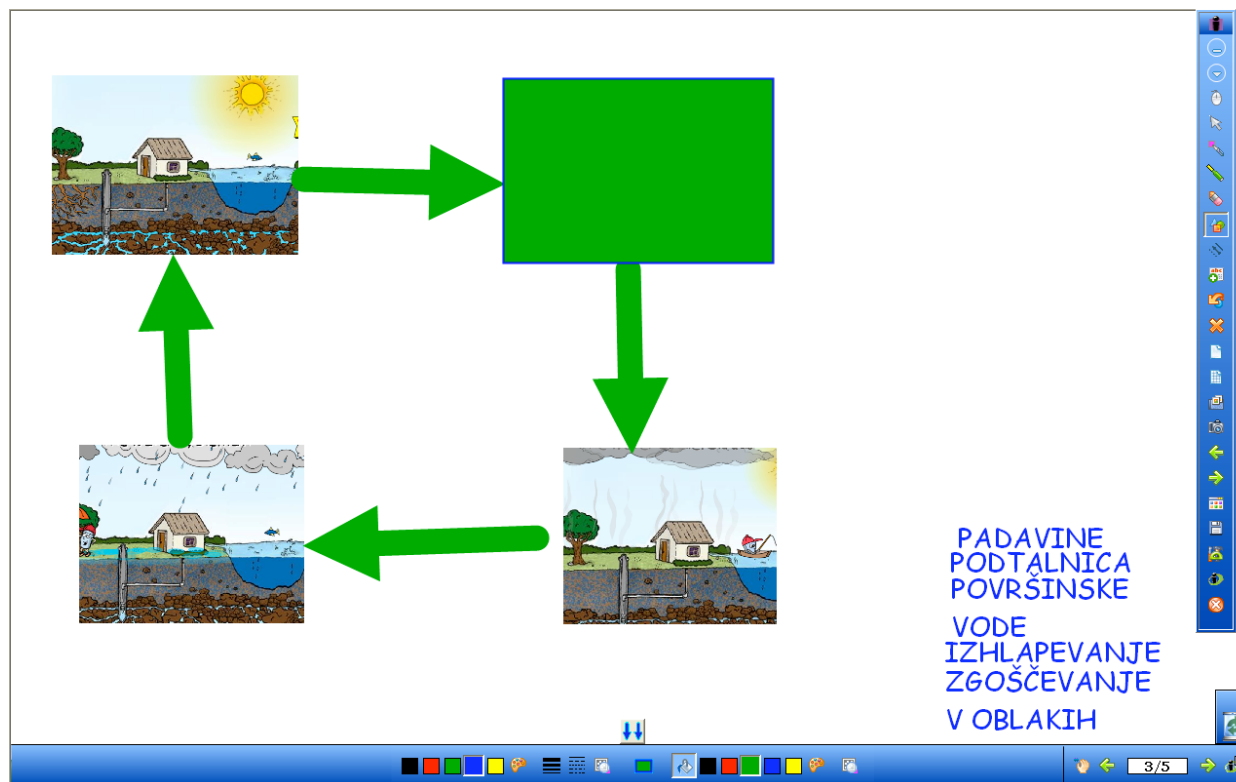 PADAVINE
PODTALNICA
POVRŠINSKE
VODE
IZHLAPEVANJE
ZGOŠČEVANJE
V OBLAKIH
3/5